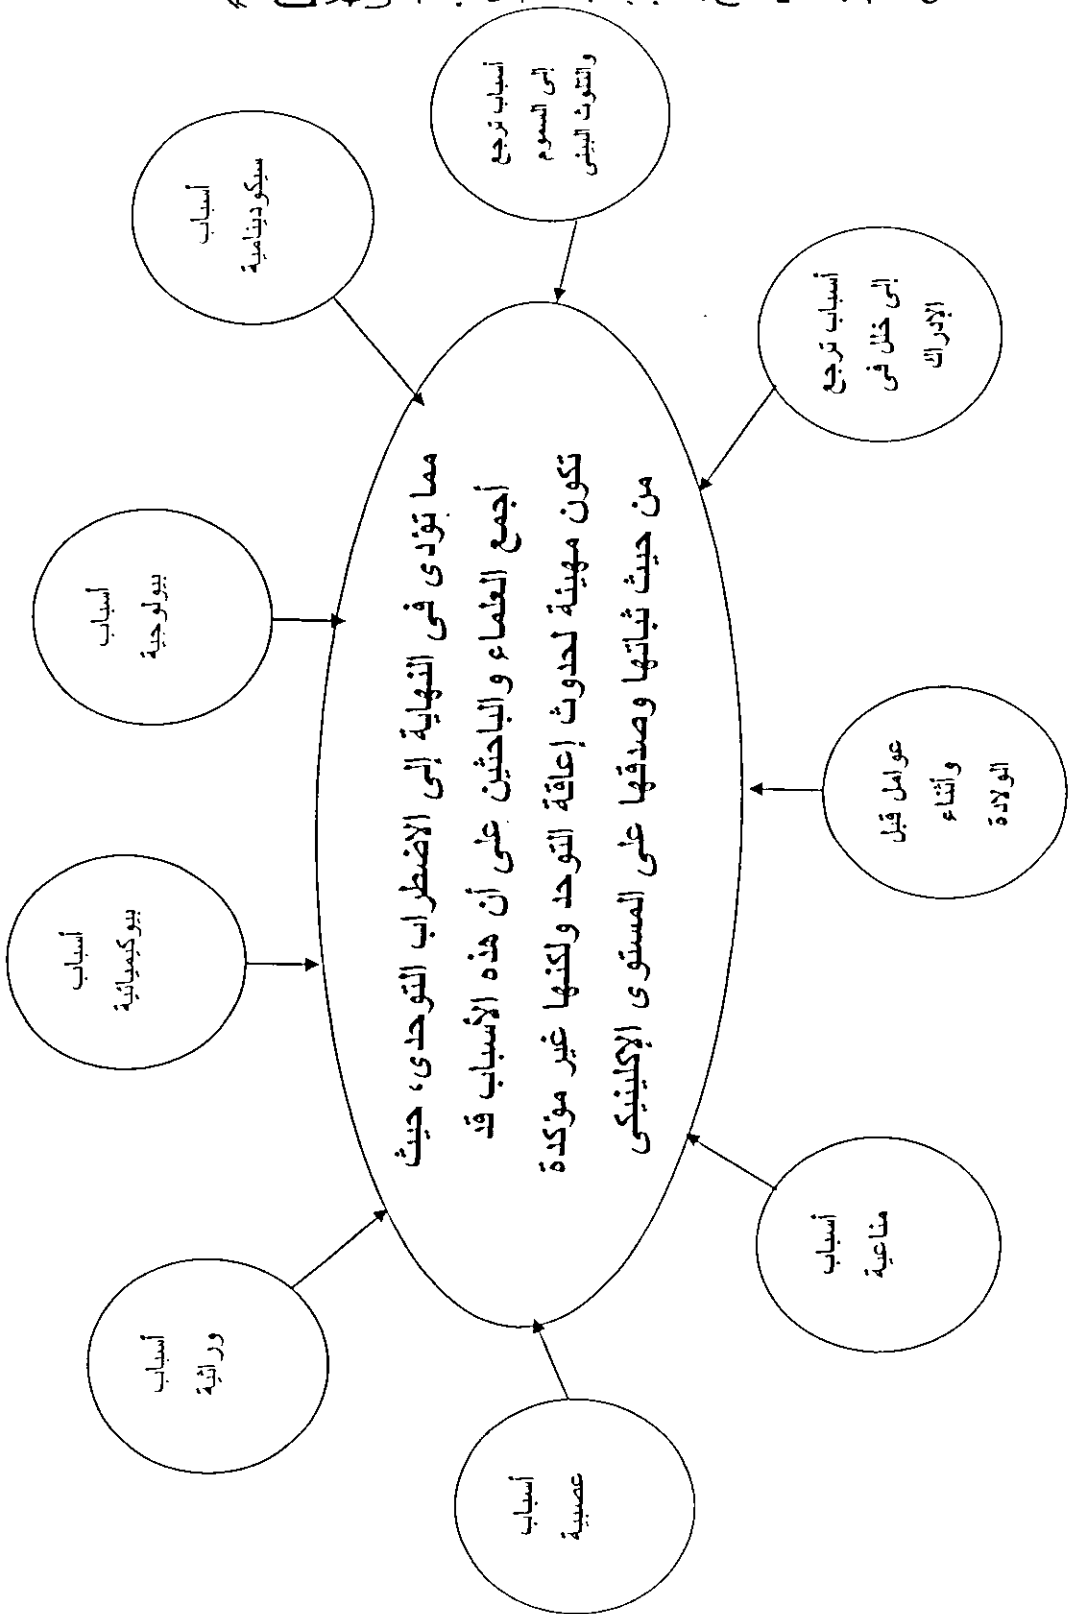 أسباب ترجع
إلى السموم
والتلوث البيئى
أسباب
سيكودينامية
أسباب
بيولوجية
أسباب
بيوكيميائية
أسباب
وراثية
أسباب
عصبية
أسباب
مناعية
عوامل قبل
وأثناء
الولادة
أسباب ترجع
إلى خلل فى
الإدراك
مما تؤدى فى النهاية إلى الاضطراب التوحدى، حيث
أجمع العلماء والباحثين على أن هذه الأسباب قد
تكون مهيئة لحدوث إعاقة التوحد ولكنها غير مؤكدة
من حيث ثباتها وصدقها على المستوى الإكلينيكى